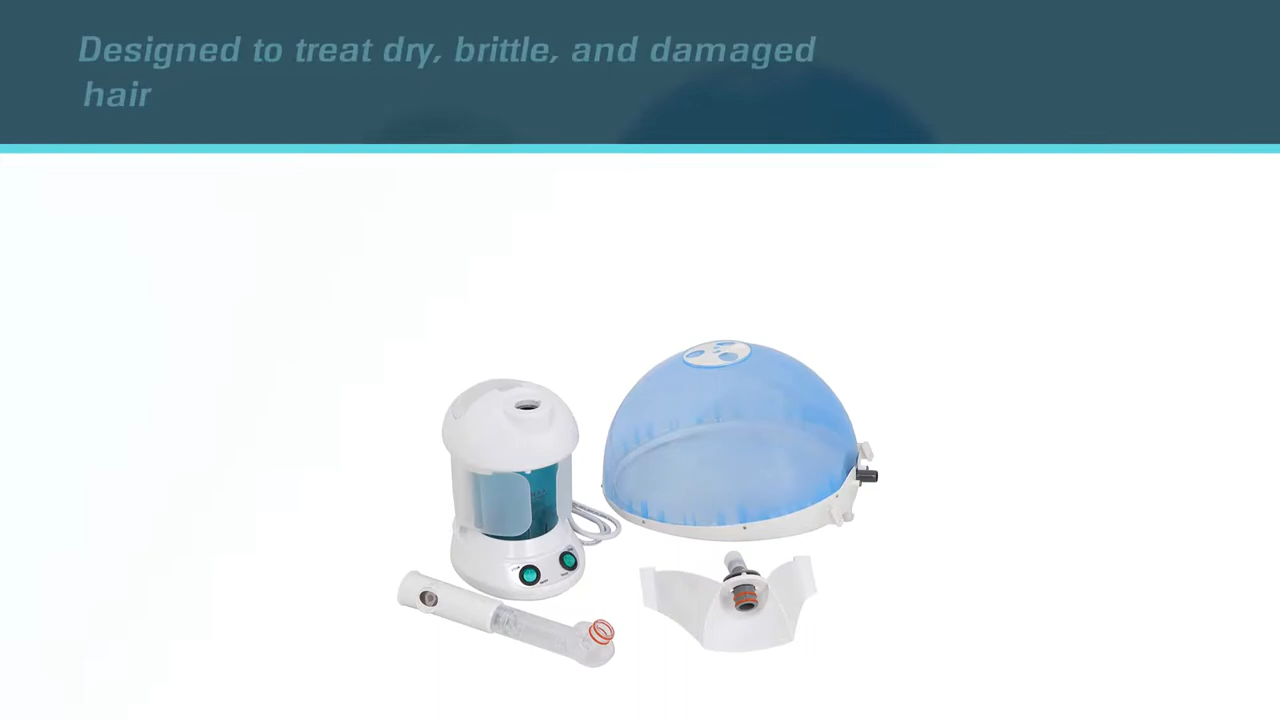 Designed to treat dry, brittle, and damaged
hair